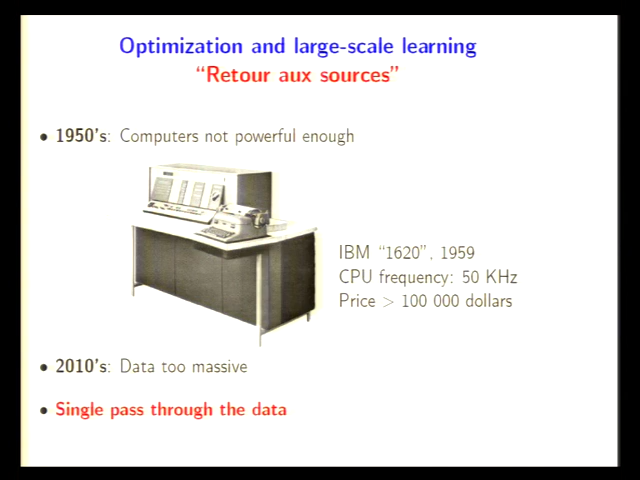 Optimization and large-scale learning
“Retour aux sources”
• 1950’s: Computers not powerful enough
IBM “1620”, 1959
CPU frequency: 50 KHz
Price > 100 000 dollars
• 2010’s: Data too massive
• Single pass through the data